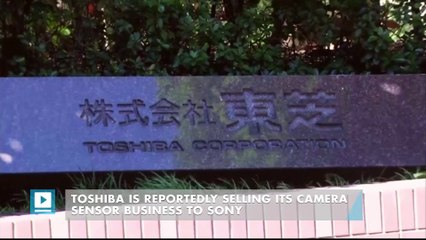 株式会社 東芝
TOSHIBA CORPORATION
TOSHIBA IS REPORTEDLY SELLING ITS CAMERA
SENSOR BUSINESS TO SONY